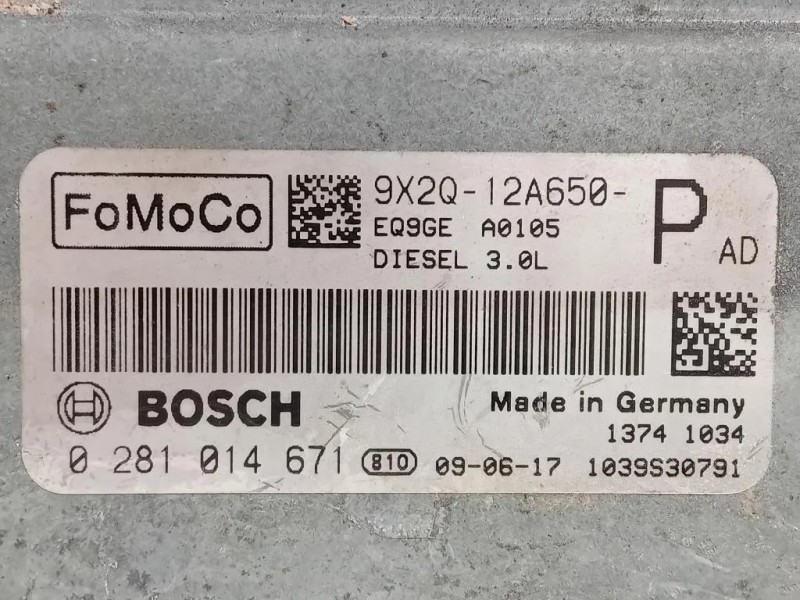 FoMoCo
9X2Q-12A650-
P
AD
EQ9GE A0105
DIESEL 3.0L
BOSCH
Made in Germany
1374 1034
0 281 014 671 810 09-06-17 1039S30791